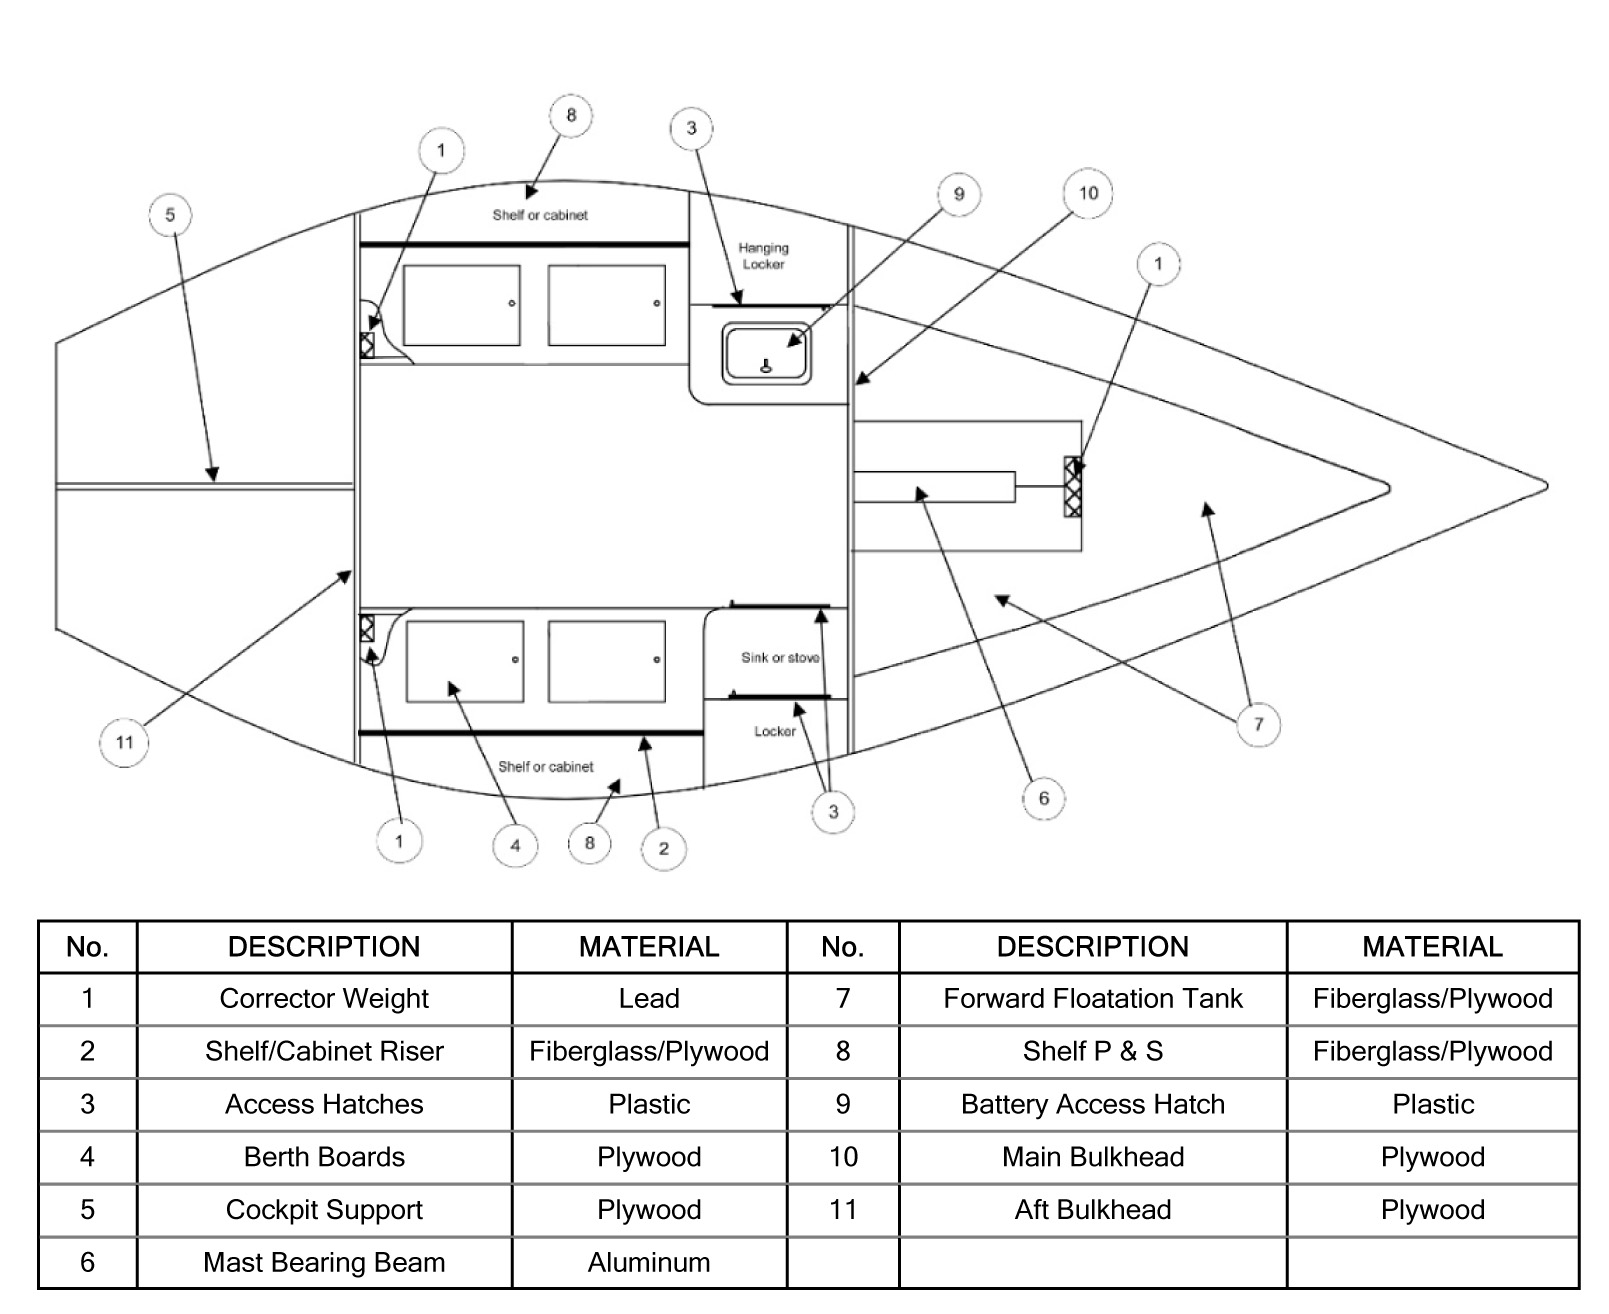 8
3
1
9
10
5
Shelf or cabinet
Hanging
Locker
1
Sink or stove
7
11
Locker
Shelf or cabinet
6
3
1
4
8
2
No. DESCRIPTION MATERIAL No. DESCRIPTION MATERIAL
1 Corrector Weight Lead 7 Forward Floatation Tank Fiberglass/Plywood
2 Shelf/Cabinet Riser Fiberglass/Plywood 8 Shelf P & S Fiberglass/Plywood
3 Access Hatches Plastic 9 Battery Access Hatch Plastic
4 Berth Boards Plywood 10 Main Bulkhead Plywood
5 Cockpit Support Plywood 11 Aft Bulkhead Plywood
6 Mast Bearing Beam Aluminum